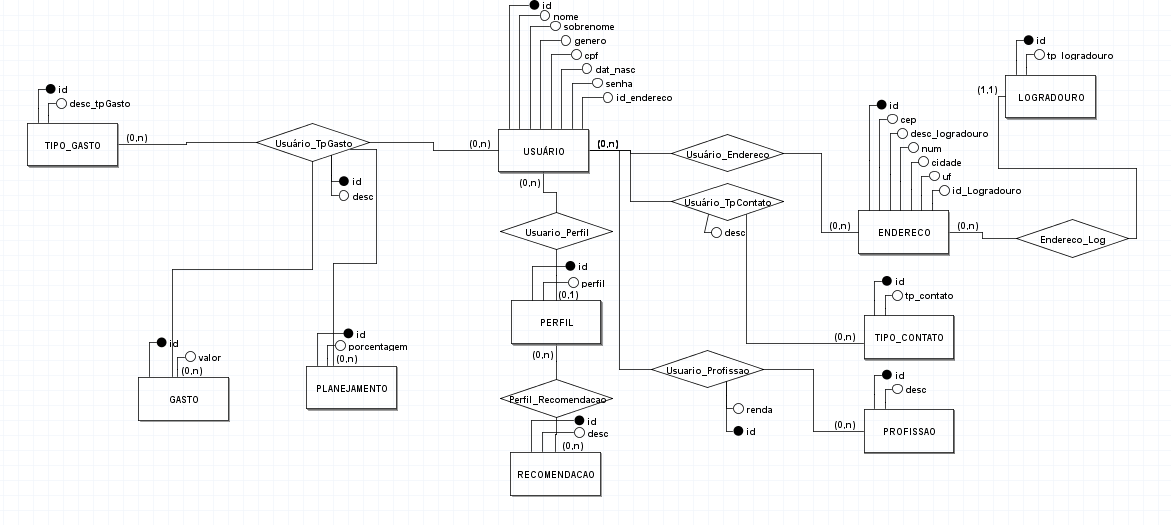 id
nome
sobrenome
genero
cpf
dat_nasc
senha
id_endereco
USUÁRIO
(0,n)
(0,n)
(0,n)
id
desc_tpGasto
TIPO_GASTO
(0,n)
Usuário_TpGasto
id
desc
id
valor
(0,n)
GASTO
id
porcentagem
(0,n)
PLANEJAMENTO
Usuario_Perfil
id
perfil
(0,1)
PERFIL
(0,n)
Perfil_Recomendacao
id
desc
(0,n)
RECOMENDACAO
Usuário_Endereco
Usuário_TpContato
desc
Usuario_Profissao
renda
id
id
cep
desc_logradouro
num
cidade
uf
id_Logradouro
(0,n)
ENDERECO
(0,n)
Endereco_Log
id
tp_logradouro
(1,1)
LOGRADOURO
id
tp_contato
(0,n)
TIPO_CONTATO
id
desc
(0,n)
PROFISSAO